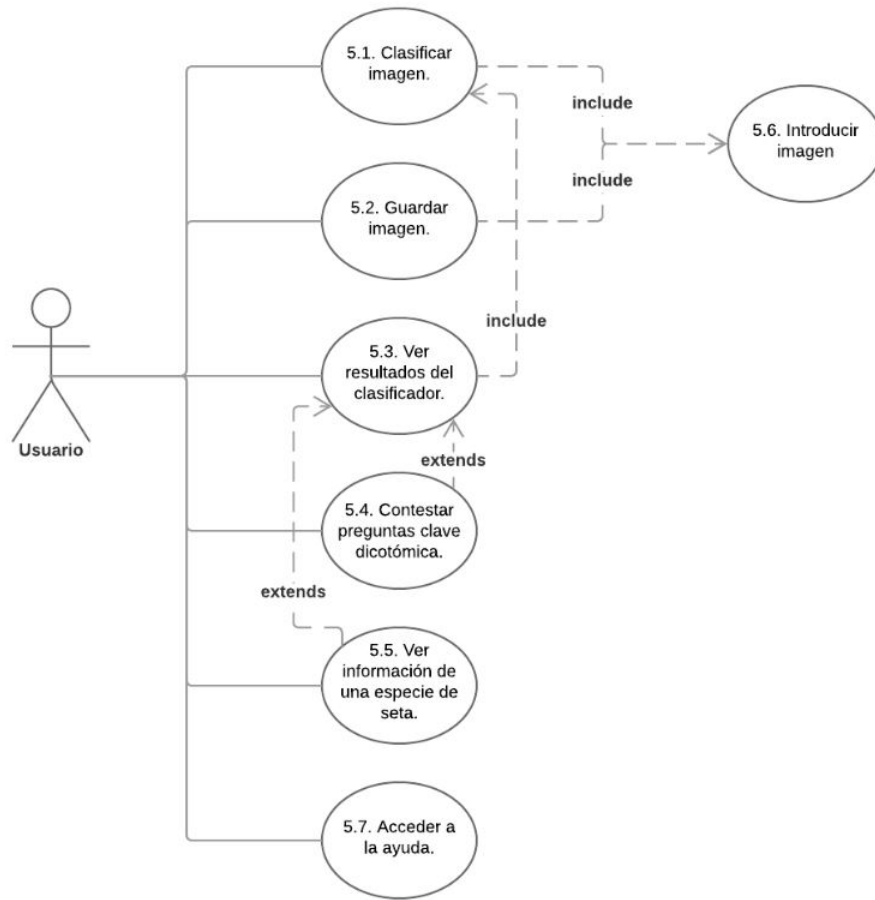 5.1. Clasificar
imagen.
include
5.6. Introducir
imagen
include
5.2. Guardar
imagen.
include
5.3. Ver
resultados del
clasificador.
Usuario
extends
5.4. Contestar
preguntas clave
dicotómica.
extends
5.5. Ver
información de
una especie de
seta.
5.7. Acceder a
la ayuda.